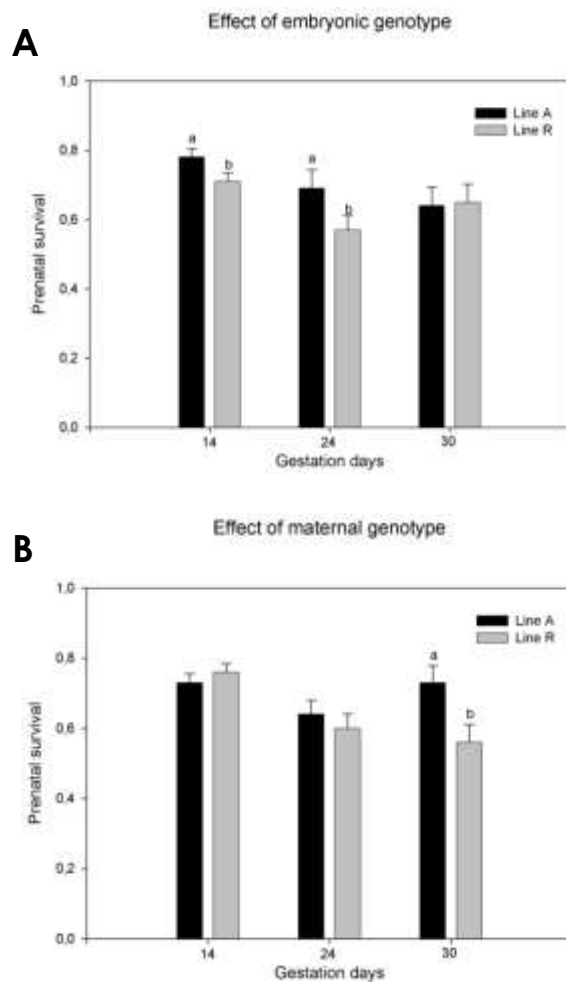 Effect of embryonic genotype
A
1,0
Line A
Line R
a
b
a
b
0,8
0,6
0,4
0,2
0,0
Prenatal survival
14 24 30
Gestation days
Effect of maternal genotype
B
1,0
Line A
Line R
a
b
0,8
0,6
0,4
0,2
0,0
Prenatal survival
14 24 30
Gestation days